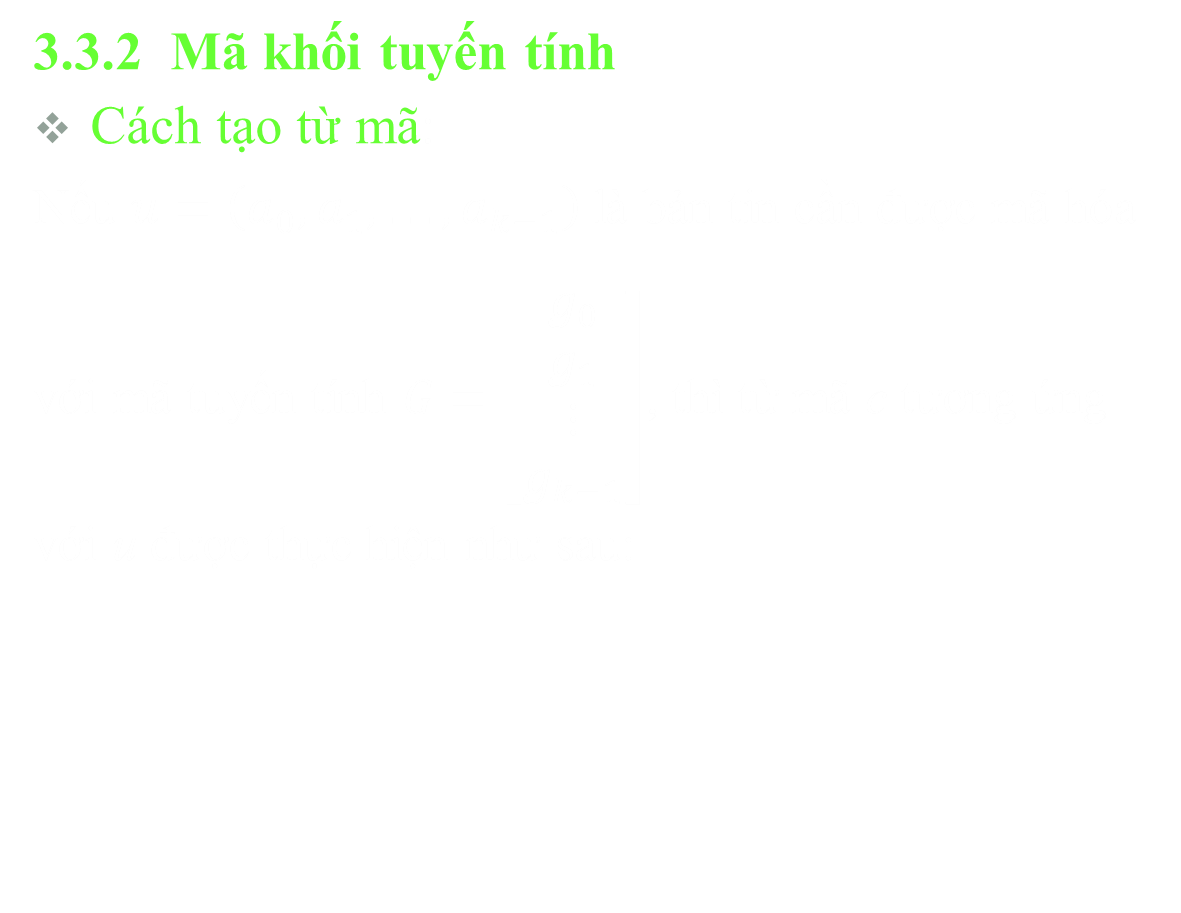 3.3.2 Mã khối tuyến tính
❖ Cách tạo từ mã